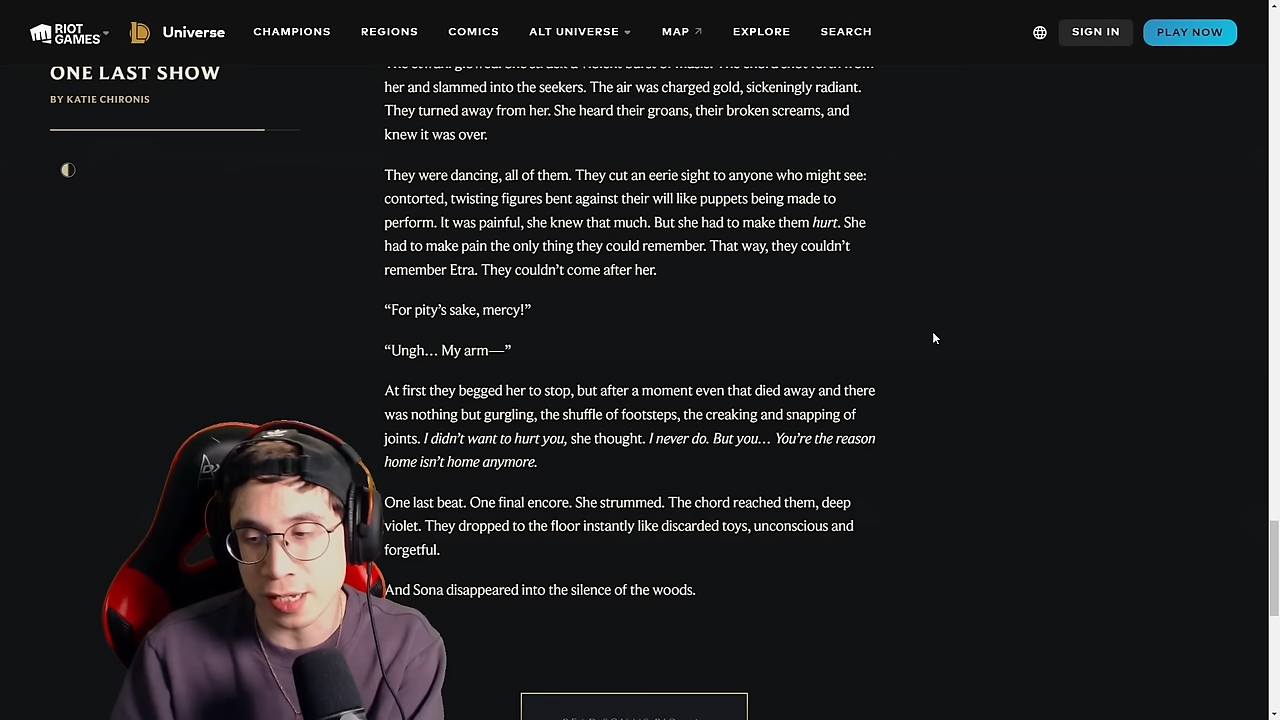 RIOT GAMES Universe CHAMPIONS REGIONS COMICS ALT UNIVERSE MAP EXPLORE SEARCH SIGN IN PLAY NOW
ONE LAST SHOW
BY KATIE CHIRONIS
her and slammed into the seekers. The air was charged gold, sickeningly radiant.
They turned away from her. She heard their groans, their broken screams, and
knew it was over.
They were dancing, all of them. They cut an eerie sight to anyone who might see:
contorted, twisting figures bent against their will like puppets being made to
perform. It was painful, she knew that much. But she had to make them hurt. She
had to make pain the only thing they could remember. That way, they couldn’t
remember Etra. They couldn’t come after her.
“For pity’s sake, mercy!”
“Ungh… My arm—”
At first they begged her to stop, but after a moment even that died away and there
was nothing but gurgling, the shuffle of footsteps, the creaking and snapping of
joints. I didn’t want to hurt you, she thought. I never do. But you… You’re the reason
home isn’t home anymore.
One last beat. One final encore. She strummed. The chord reached them, deep
violet. They dropped to the floor instantly like discarded toys, unconscious and
forgetful.
And Sona disappeared into the silence of the woods.